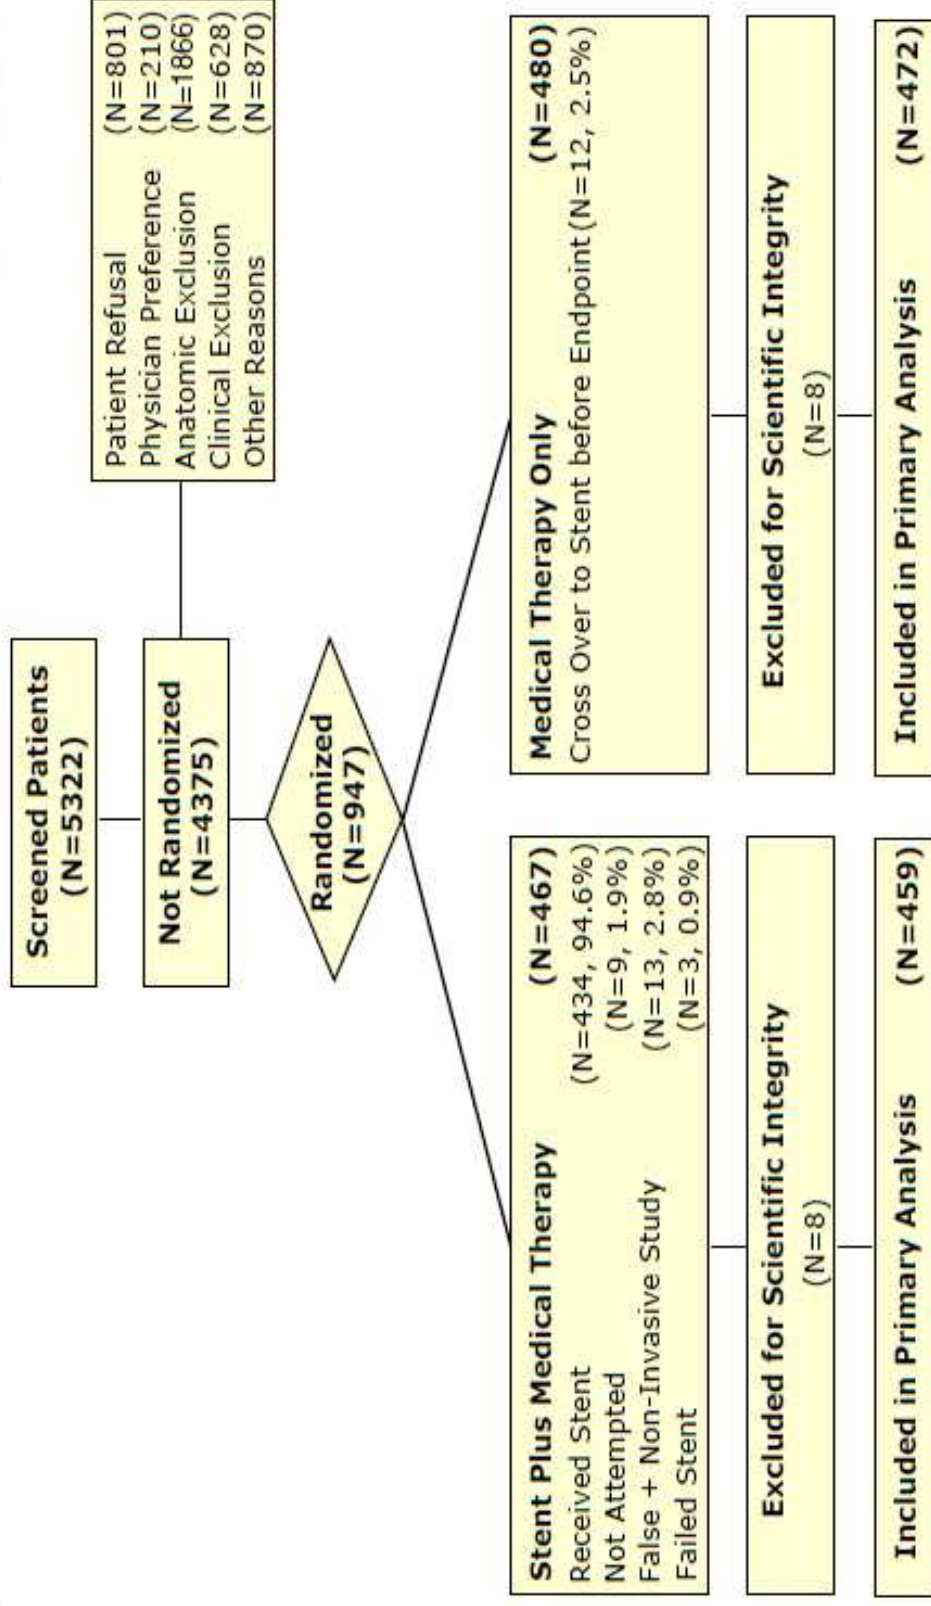 Screened Patients
(N=5322)
Not Randomized
(N=4375)
Patient Refusal (N=801)
Physician Preference (N=210)
Anatomic Exclusion (N=1866)
Clinical Exclusion (N=628)
Other Reasons (N=870)
Randomized
(N=947)
Stent Plus Medical Therapy (N=467)
Received Stent (N=434, 94.6%)
Not Attempted (N=9, 1.9%)
False + Non-Invasive Study (N=13, 2.8%)
Failed Stent (N=3, 0.9%)
Medical Therapy Only (N=480)
Cross Over to Stent before Endpoint (N=12, 2.5%)
Excluded for Scientific Integrity
(N=8)
Excluded for Scientific Integrity
(N=8)
Included in Primary Analysis (N=459)
Included in Primary Analysis (N=472)